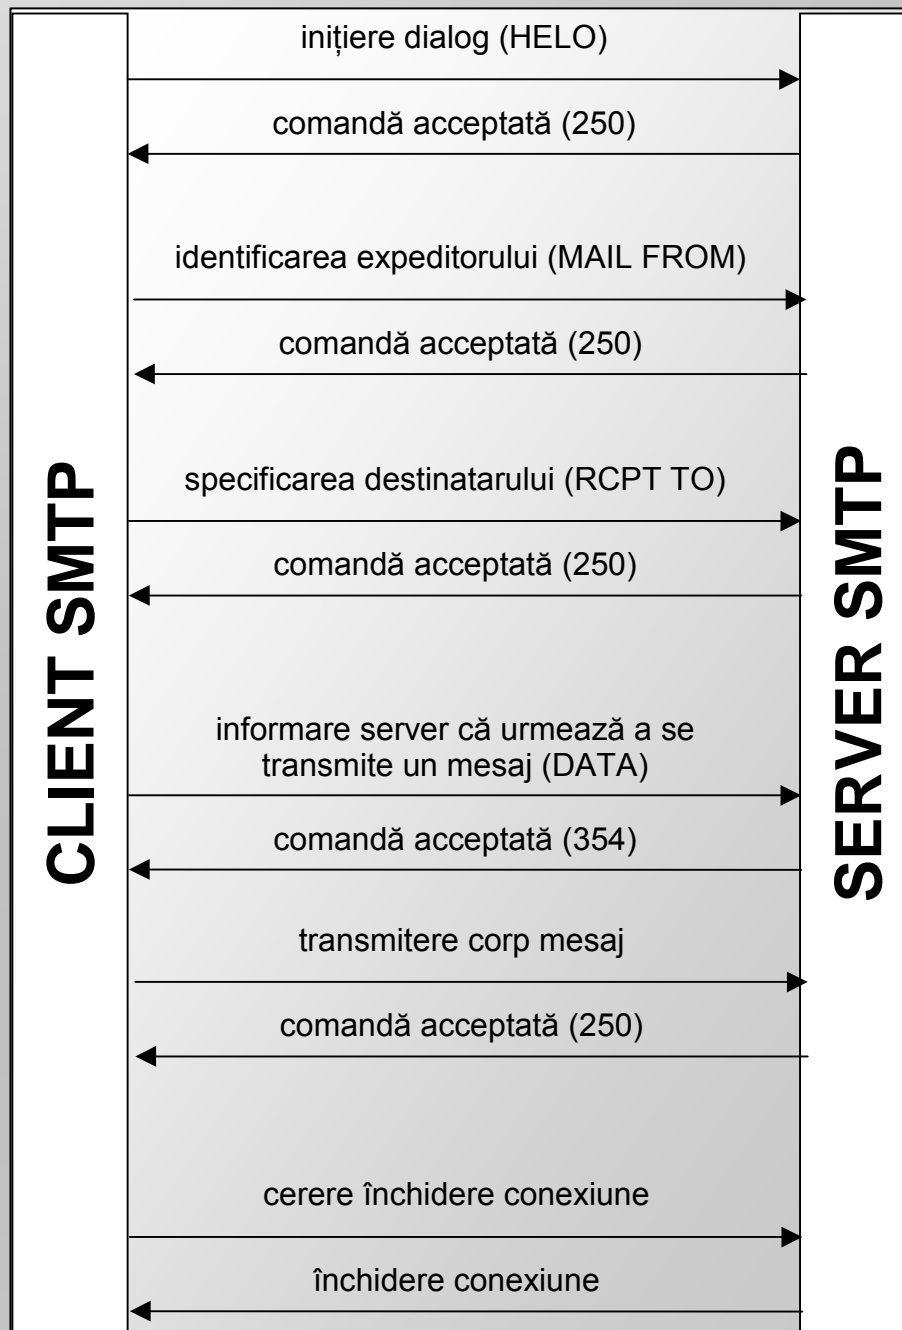 inițiere dialog (HELO)
comandă acceptată (250)
identificarea expeditorului (MAIL FROM)
comandă acceptată (250)
specificarea destinatarului (RCPT TO)
comandă acceptată (250)
CLIENT SMTP
SERVER SMTP
informare server că urmează a se
transmite un mesaj (DATA)
comandă acceptată (354)
transmitere corp mesaj
comandă acceptată (250)
cerere închidere conexiune
închidere conexiune